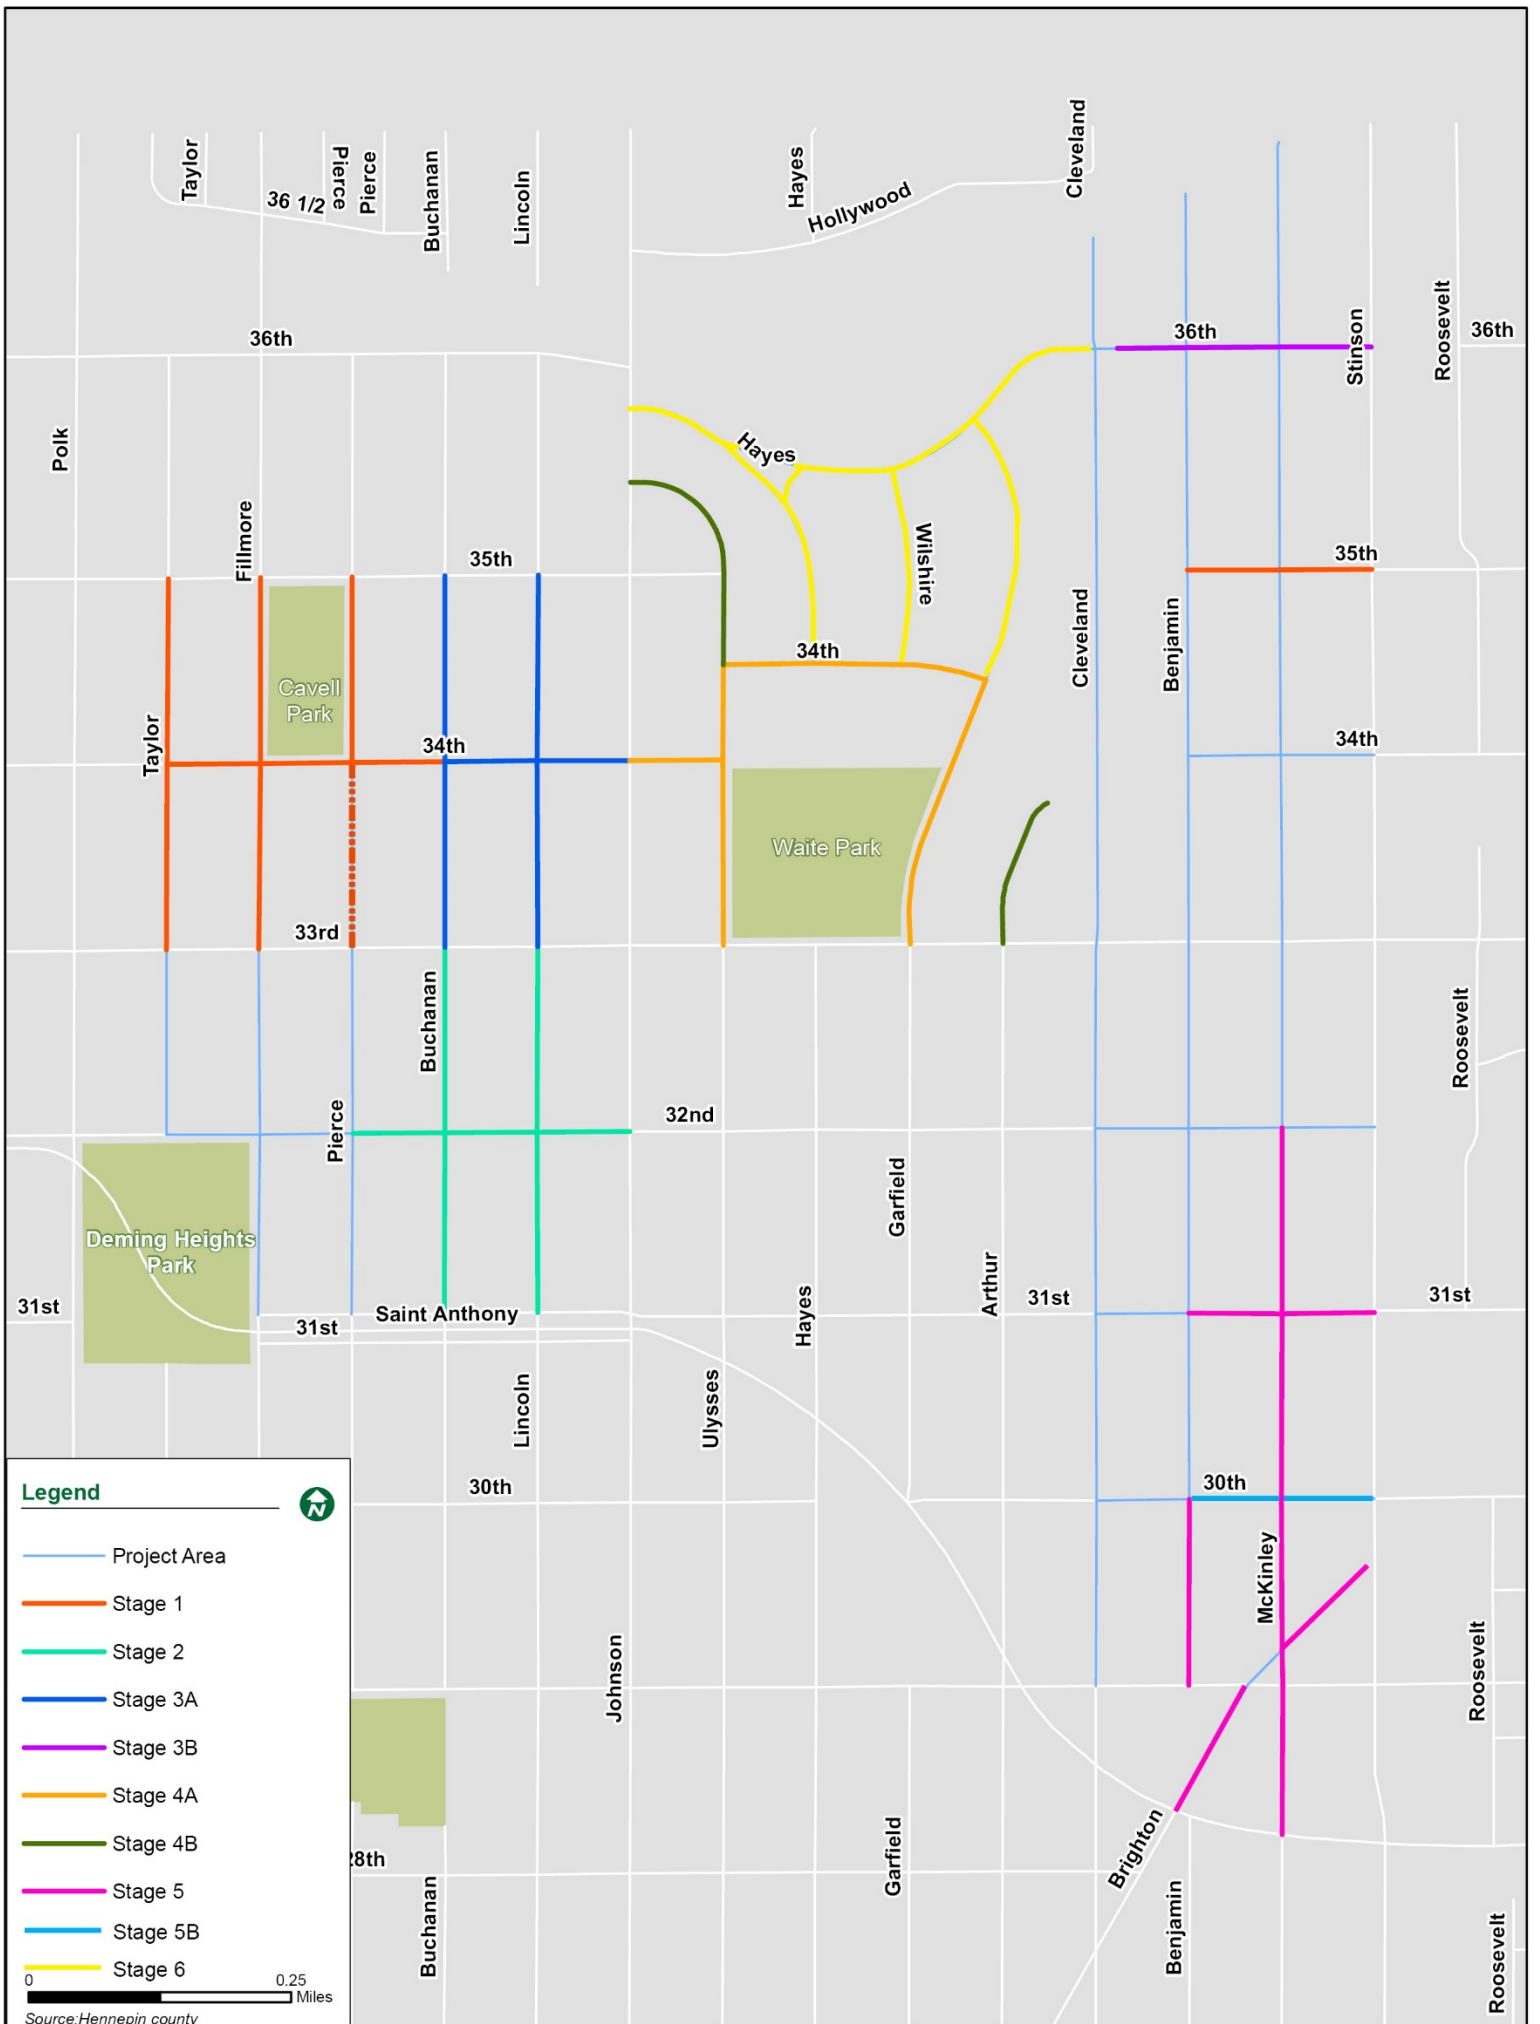 Cleveland
Taylor
Pierce
Pierce
Buchanan
Lincoln
Hayes
Hollywood
36 1/2
36th
36th
Stinson
Roosevelt
36th
Polk
Hayes
Fillmore
35th
Wilshire
35th
Cleveland
Benjamin
34th
Cavell
Park
Taylor
34th
34th
Waite Park
33rd
Buchanan
Roosevelt
Pierce
32nd
Garfield
Deming Heights
Park
31st
Saint Anthony
31st
Hayes
Arthur
31st
31st
Lincoln
Ulysses
30th
30th
McKinley
Johnson
Roosevelt
Garfield
Brighton
28th
Buchanan
Benjamin
Roosevelt
Legend
N
Project Area
Stage 1
Stage 2
Stage 3A
Stage 3B
Stage 4A
Stage 4B
Stage 5
Stage 5B
Stage 6
0 0.25
Miles
Source:Hennepin county